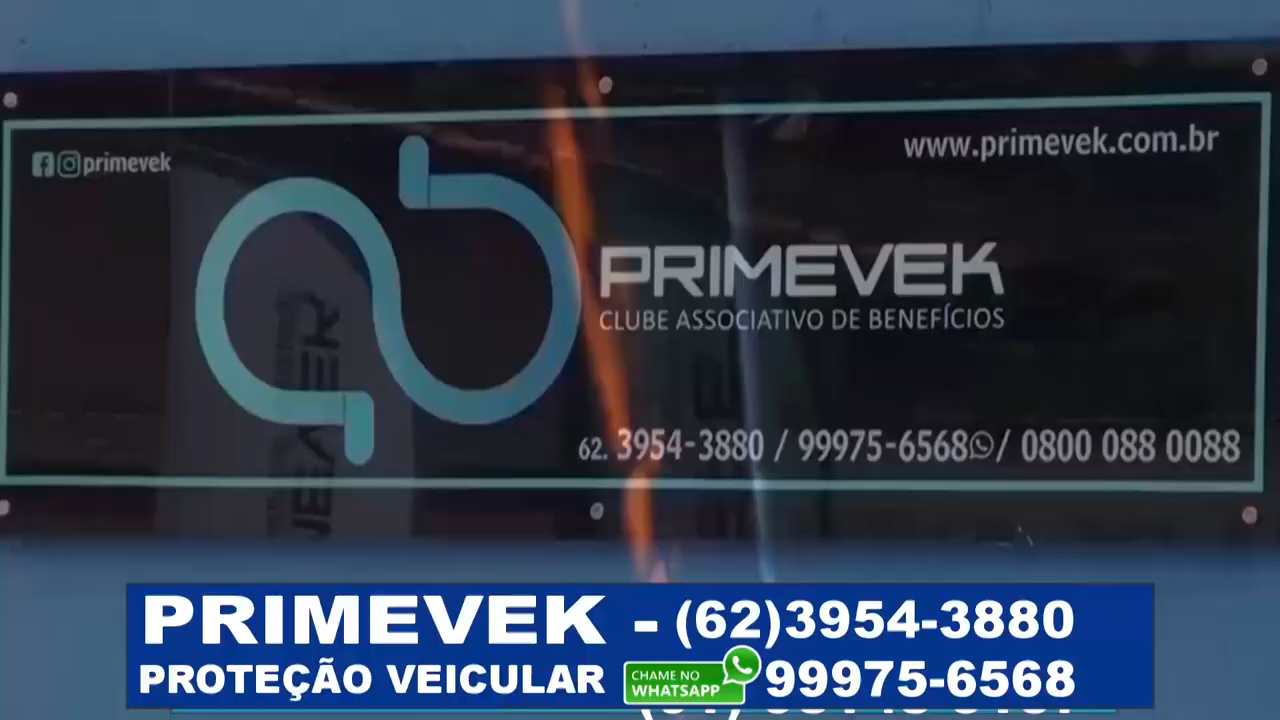 www.primevek.com.br
primevek
PRIMEVEK
CLUBE ASSOCIATIVO DE BENEFÍCIOS
62. 3954-3880 / 99975-6568 / 0800 088 0088
PRIMEVEK - (62)3954-3880
PROTEÇÃO VEICULAR CHAME NO WHATSAPP 99975-6568